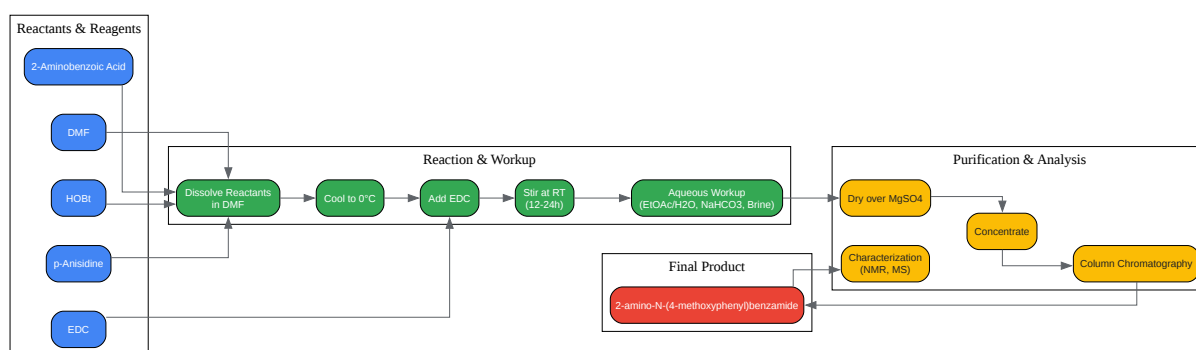 Reactants & Reagents
2-Aminobenzoic Acid
DMF
HOBt
p-Anisidine
EDC
Reaction & Workup
Dissolve Reactants
in DMF
Cool to 0°C
Add EDC
Stir at RT
(12-24h)
Aqueous Workup
(EtOAc/H2O, NaHCO3, Brine)
Purification & Analysis
Dry over MgSO4
Concentrate
Column Chromatography
Characterization
(NMR, MS)
Final Product
2-amino-N-(4-methoxyphenyl)benzamide